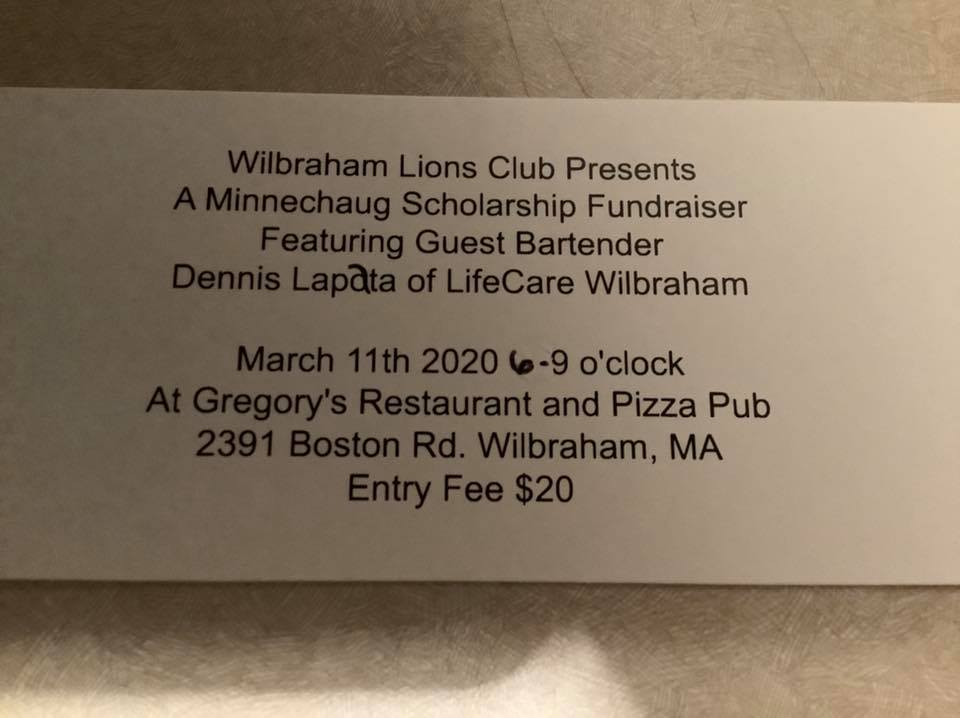 Wilbraham Lions Club Presents
A Minnechaug Scholarship Fundraiser
Featuring Guest Bartender
Dennis Lapata of LifeCare Wilbraham
March 11th 2020 6-9 o'clock
At Gregory's Restaurant and Pizza Pub
2391 Boston Rd. Wilbraham, MA
Entry Fee $20